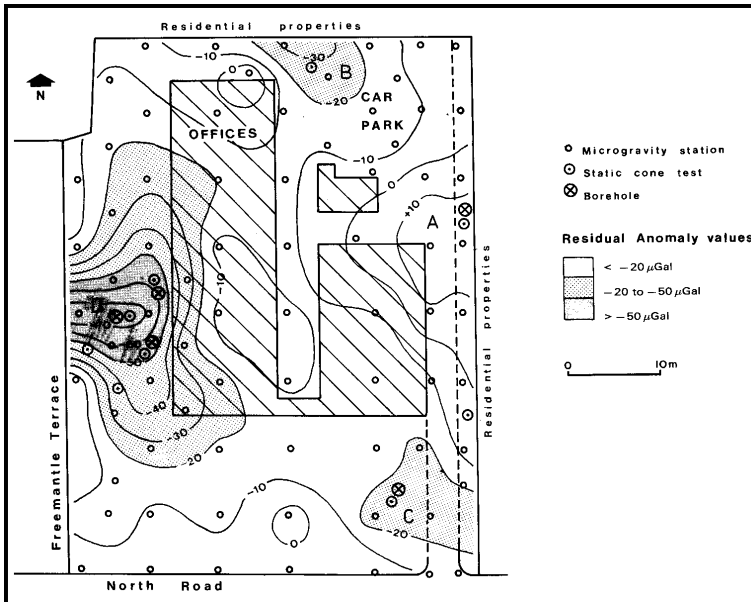 Residential properties
-10
0
-30
B
-20
CAR
PARK
N
OFFICES
-10
0
+10
A
Microgravity station
Static cone test
Borehole
Residual Anomaly values
< -20 µGal
-20 to -50 µGal
> -50 µGal
0 10m
-50
-40
-30
-20
-10
0
C
-20
Freemantle Terrace
Residential properties
North Road